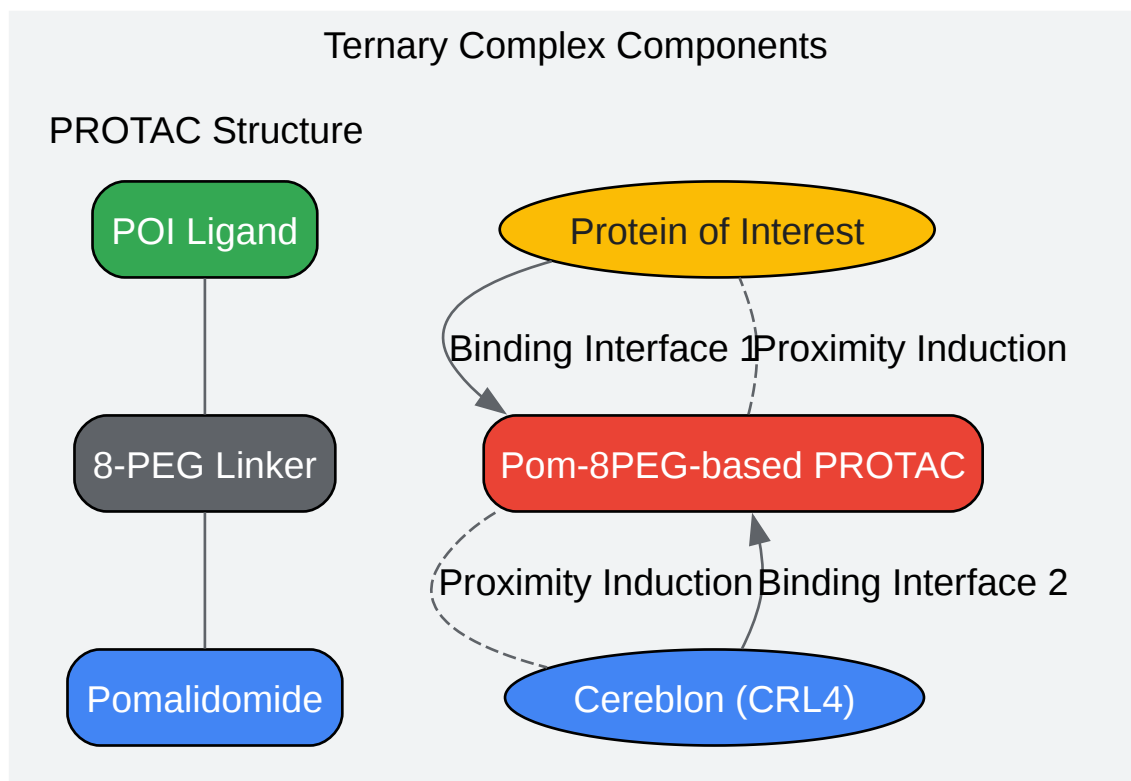 Ternary Complex Components
PROTAC Structure
POI Ligand
Protein of Interest
Binding Interface 1
Proximity Induction
8-PEG Linker
Pom-8PEG-based PROTAC
Proximity Induction
Binding Interface 2
Pomalidomide
Cereblon (CRL4)